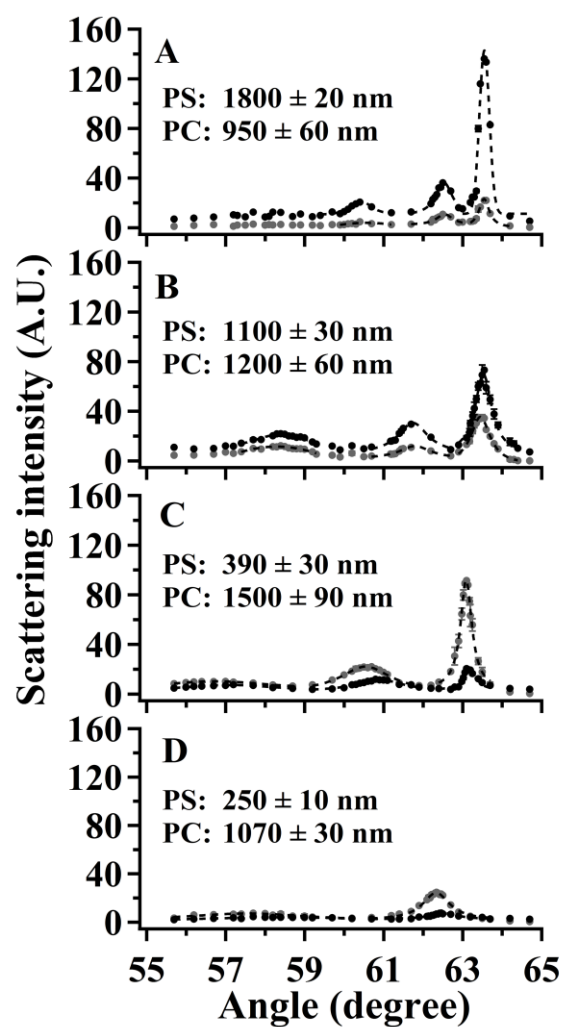 Scattering intensity (A.U.)
160
120
80
40
0
A
PS: 1800 ± 20 nm
PC: 950 ± 60 nm
160
120
80
40
0
B
PS: 1100 ± 30 nm
PC: 1200 ± 60 nm
160
120
80
40
0
C
PS: 390 ± 30 nm
PC: 1500 ± 90 nm
160
120
80
40
0
D
PS: 250 ± 10 nm
PC: 1070 ± 30 nm
55 57 59 61 63 65
Angle (degree)